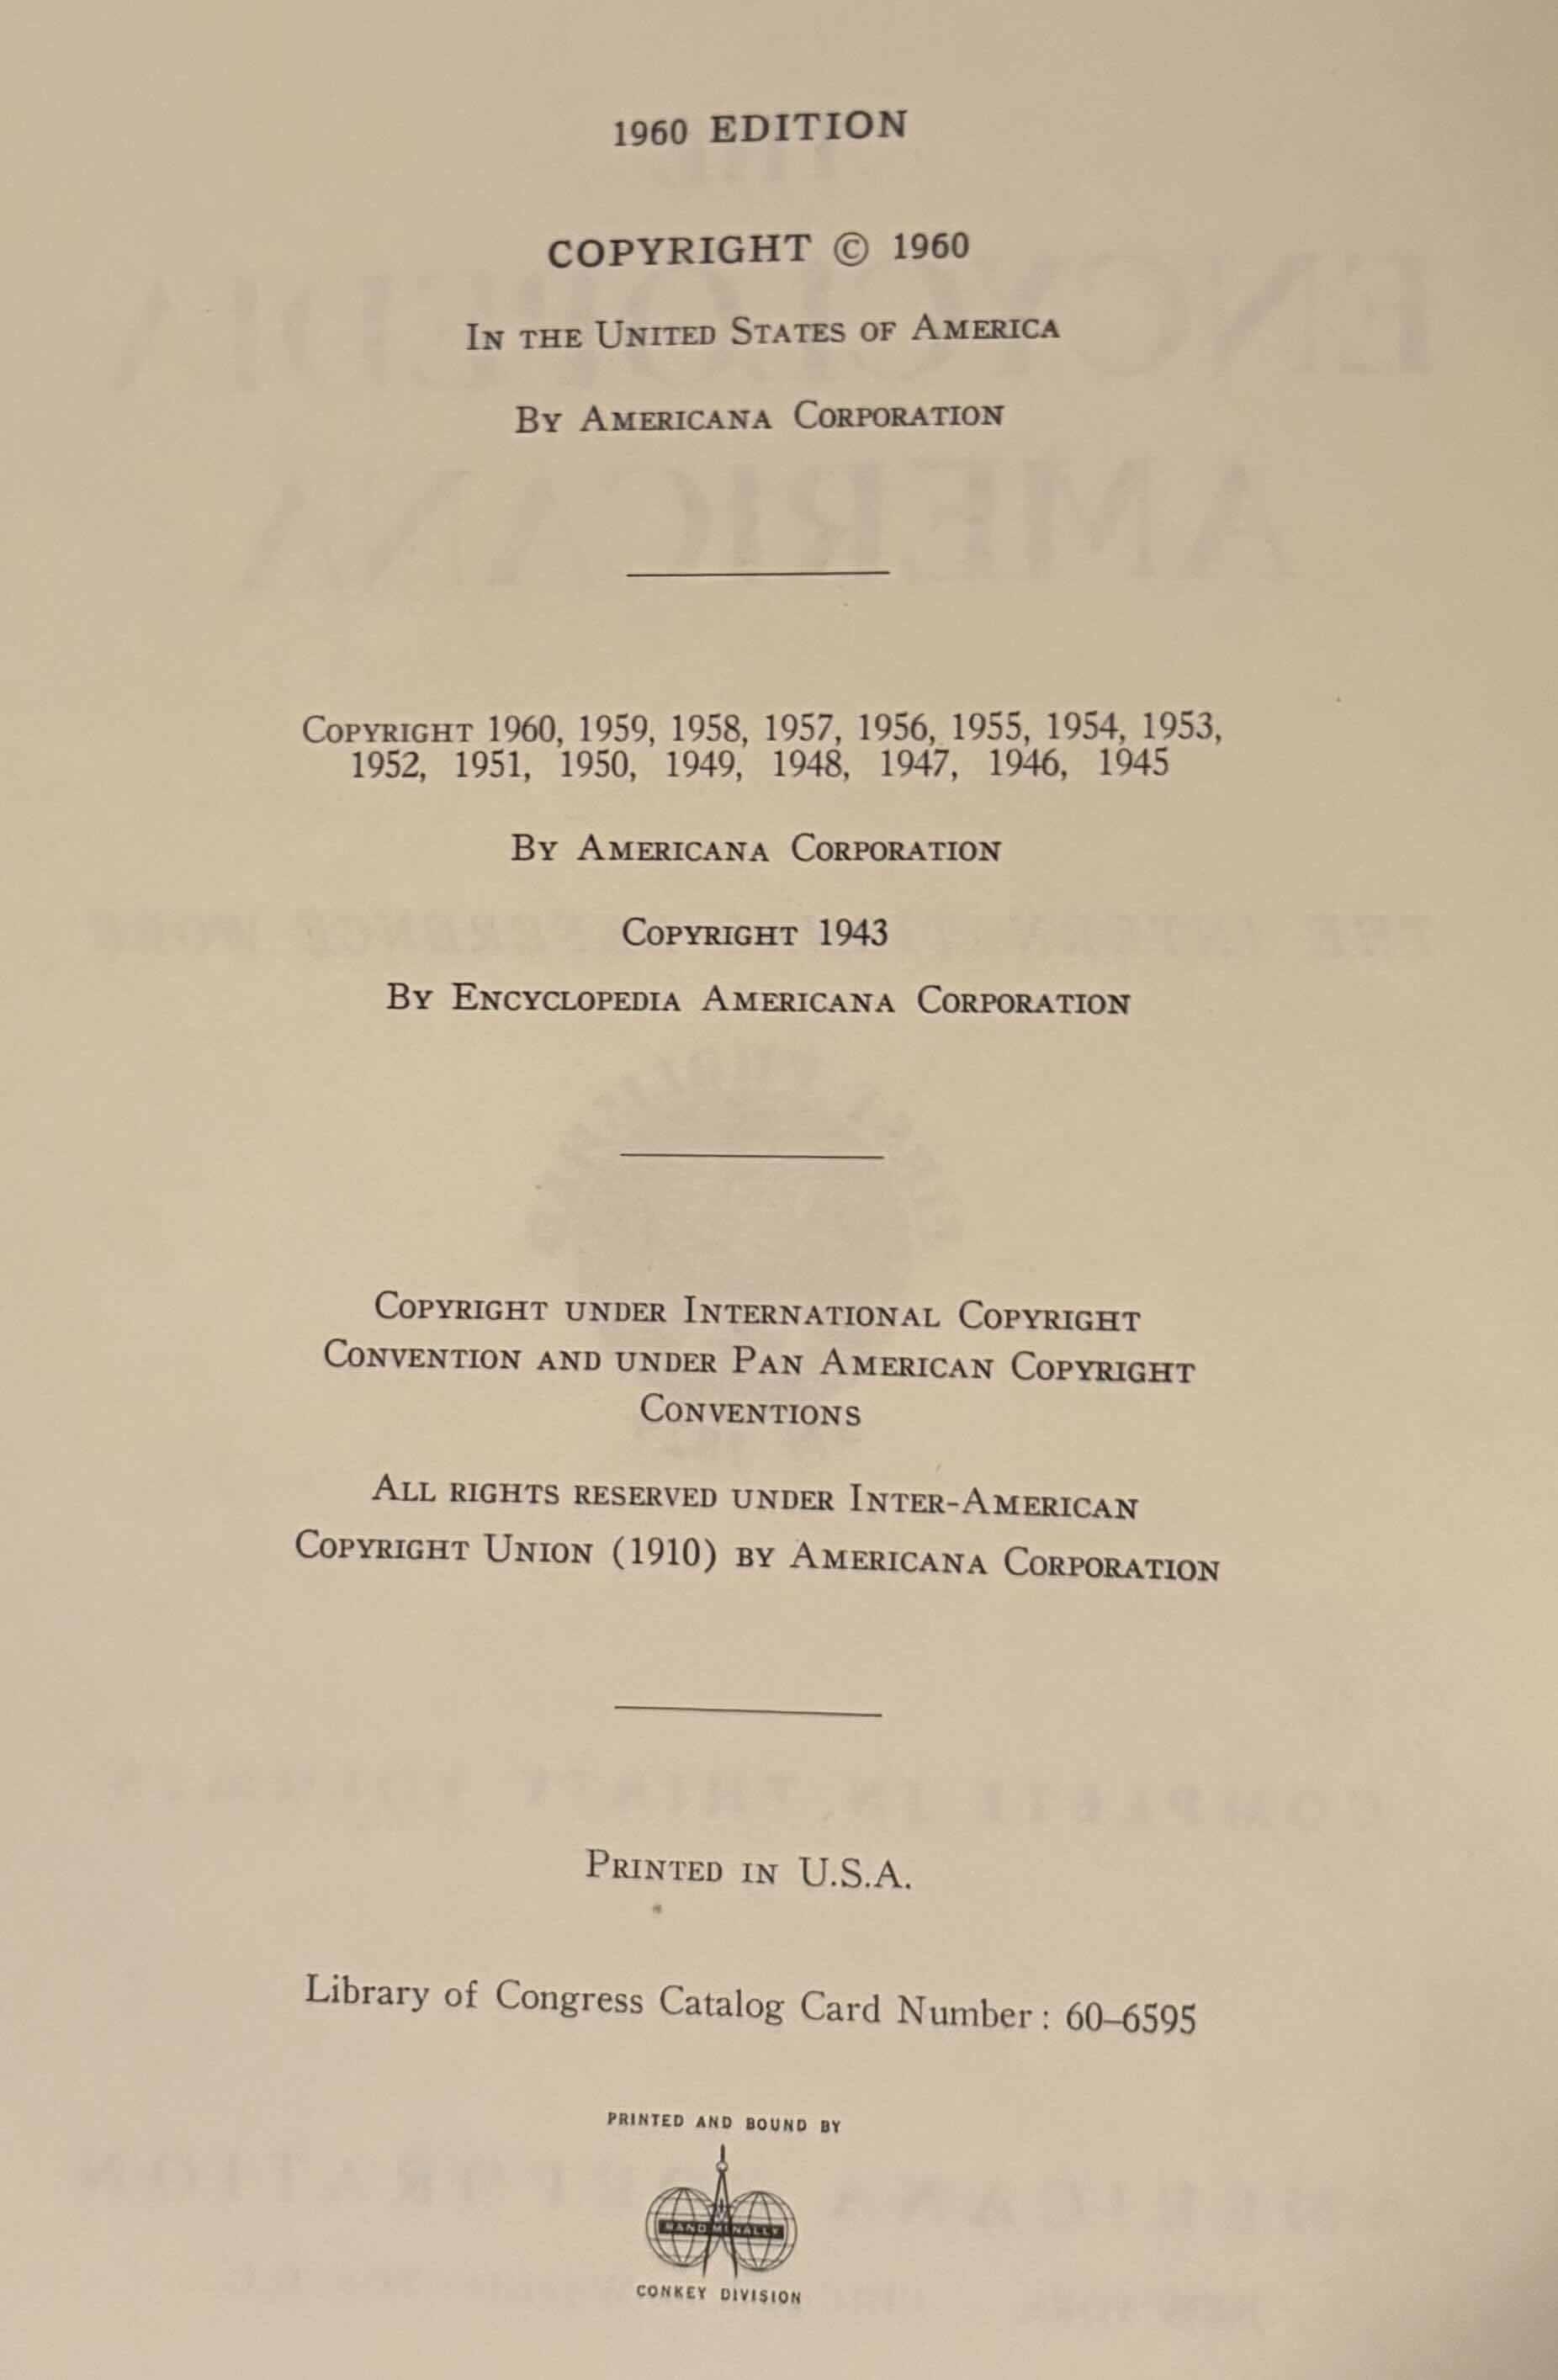 1960 EDITION
COPYRIGHT © 1960
IN THE UNITED STATES OF AMERICA
BY AMERICANA CORPORATION
COPYRIGHT 1960, 1959, 1958, 1957, 1956, 1955, 1954, 1953,
1952, 1951, 1950, 1949, 1948, 1947, 1946, 1945
BY AMERICANA CORPORATION
COPYRIGHT 1943
BY ENCYCLOPEDIA AMERICANA CORPORATION
COPYRIGHT UNDER INTERNATIONAL COPYRIGHT
CONVENTION AND UNDER PAN AMERICAN COPYRIGHT
CONVENTIONS
ALL RIGHTS RESERVED UNDER INTER-AMERICAN
COPYRIGHT UNION (1910) BY AMERICANA CORPORATION
PRINTED IN U.S.A.
Library of Congress Catalog Card Number: 60–6595
PRINTED AND BOUND BY
RAND MCNALLY
CONKEY DIVISION